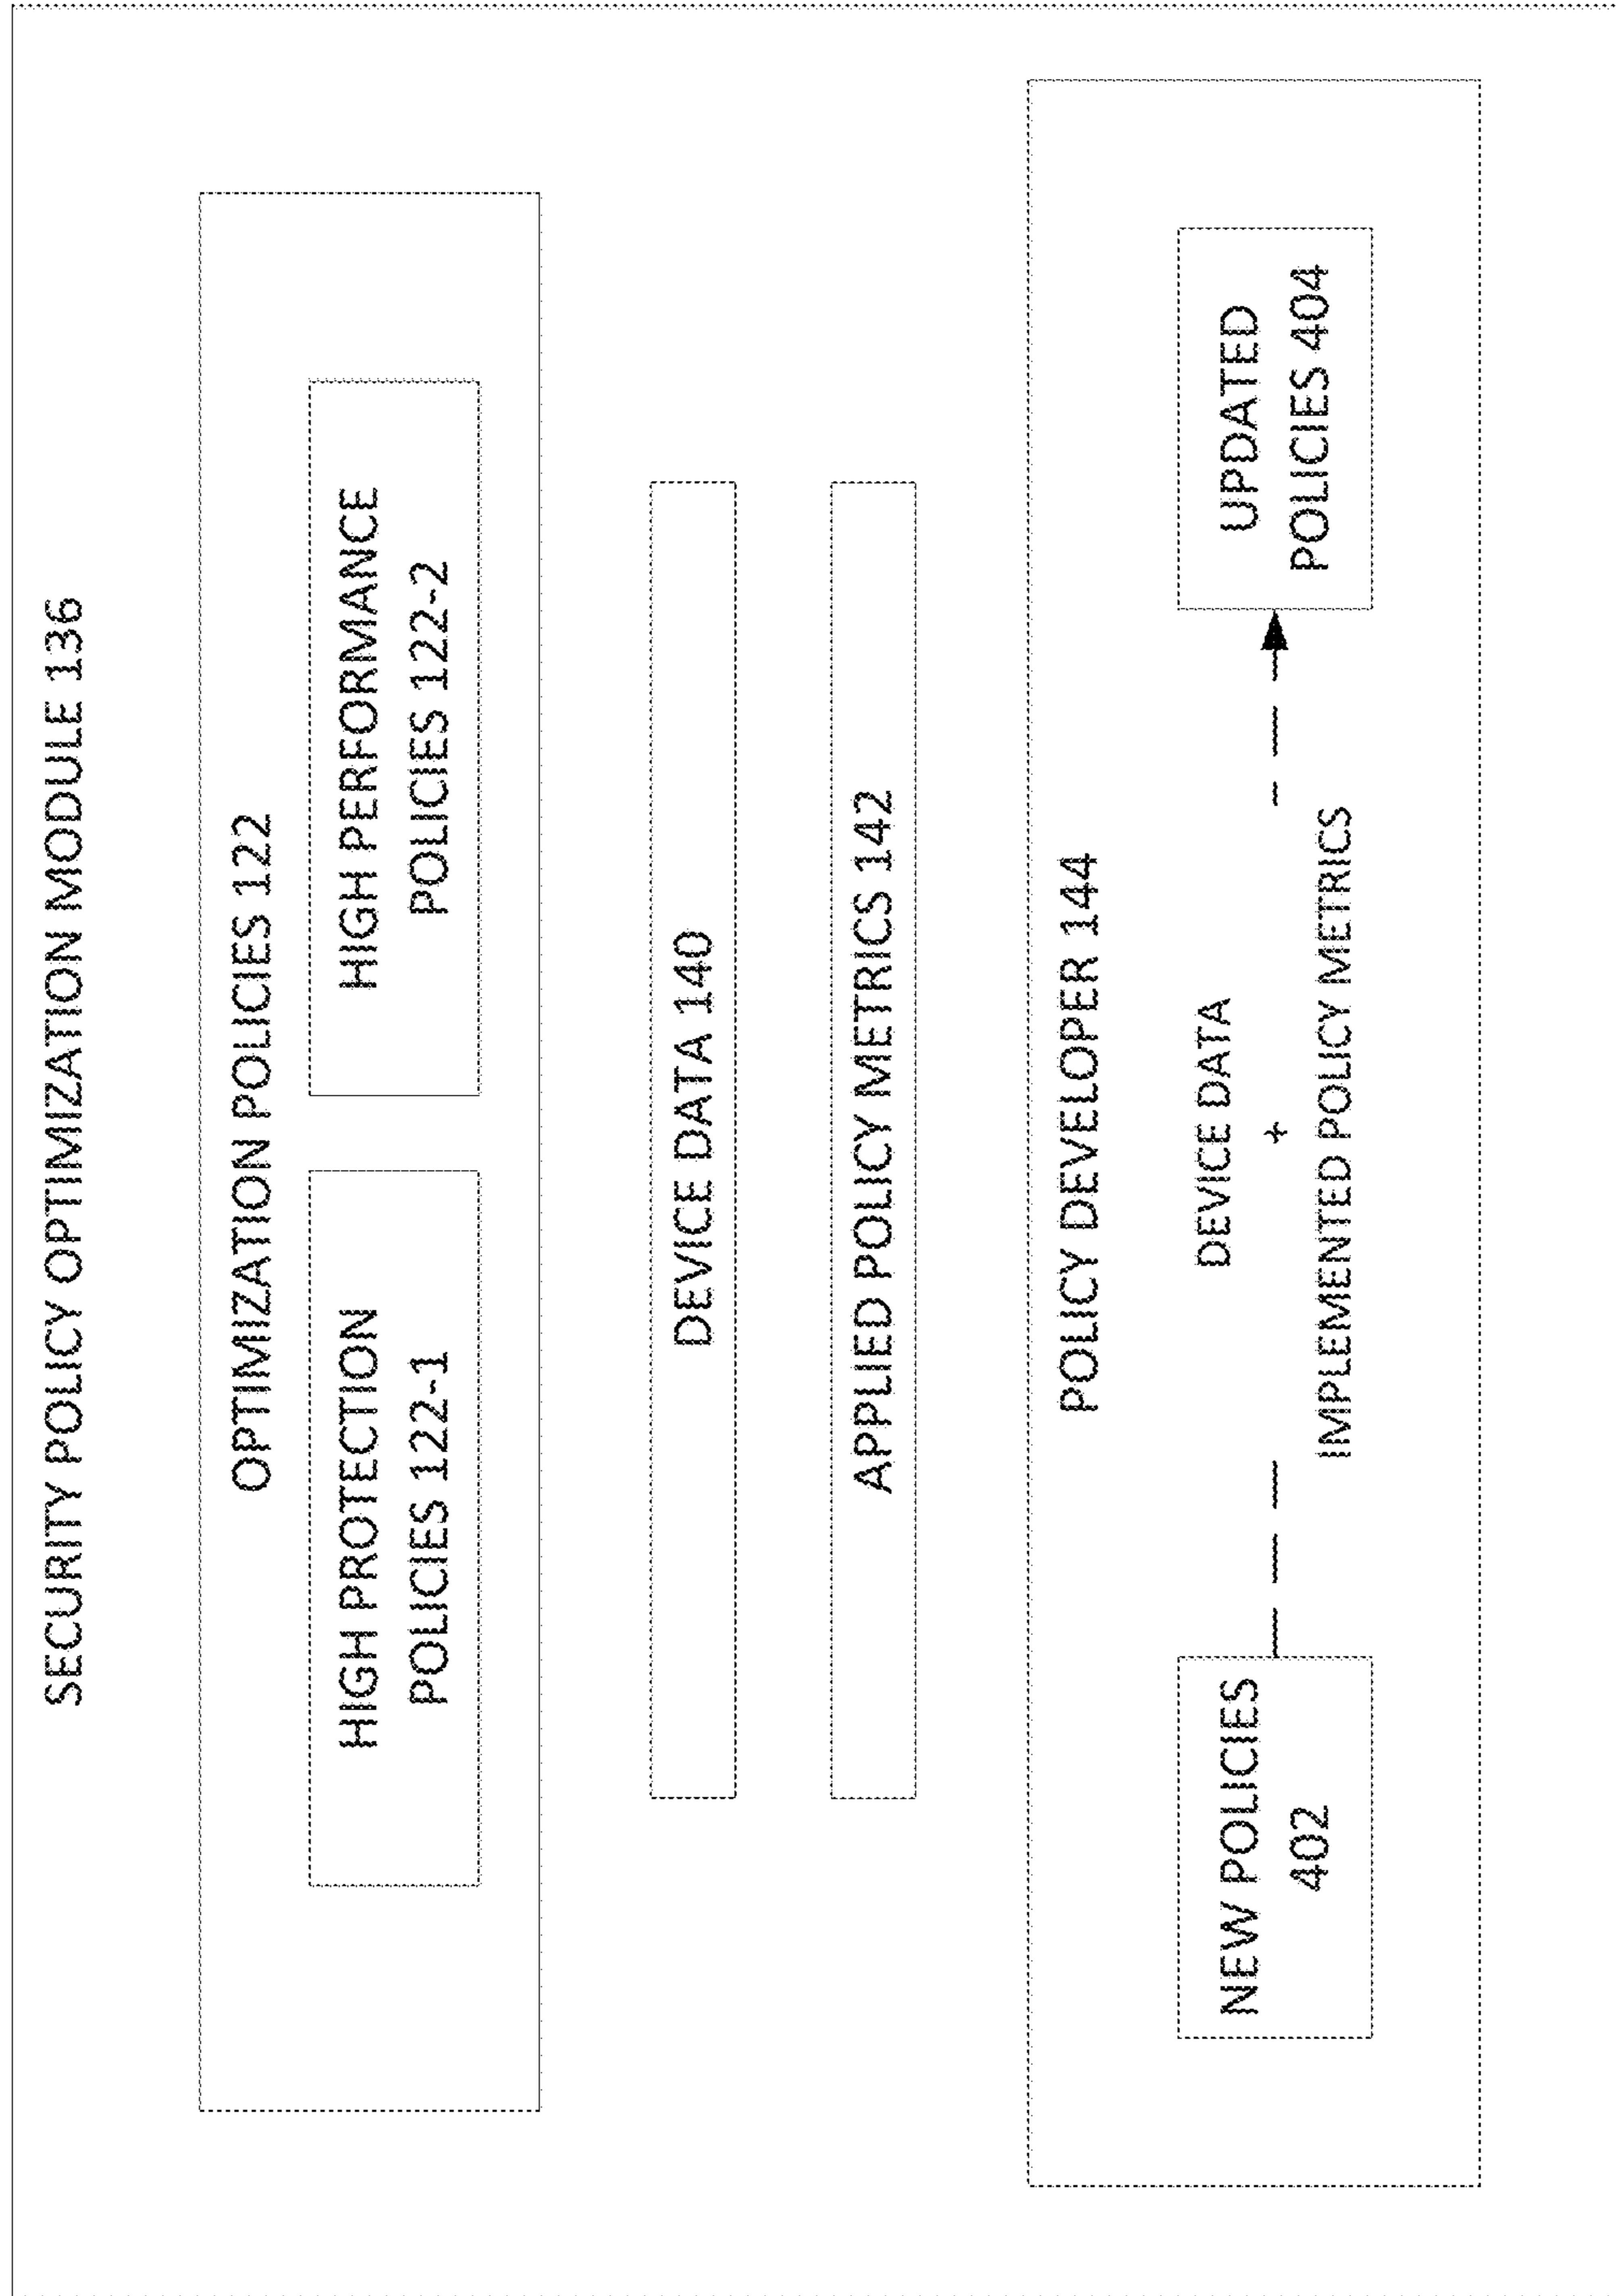 SECURITY POLICY OPTIMIZATION MODULE 136
OPTIMIZATION POLICIES 122
HIGH PROTECTION
POLICIES 122-1
HIGH PERFORMANCE
POLICIES 122-2
DEVICE DATA 140
APPLIED POLICY METRICS 142
POLICY DEVELOPER 144
NEW POLICIES
402
DEVICE DATA
+
IMPLEMENTED POLICY METRICS
UPDATED
POLICIES 404